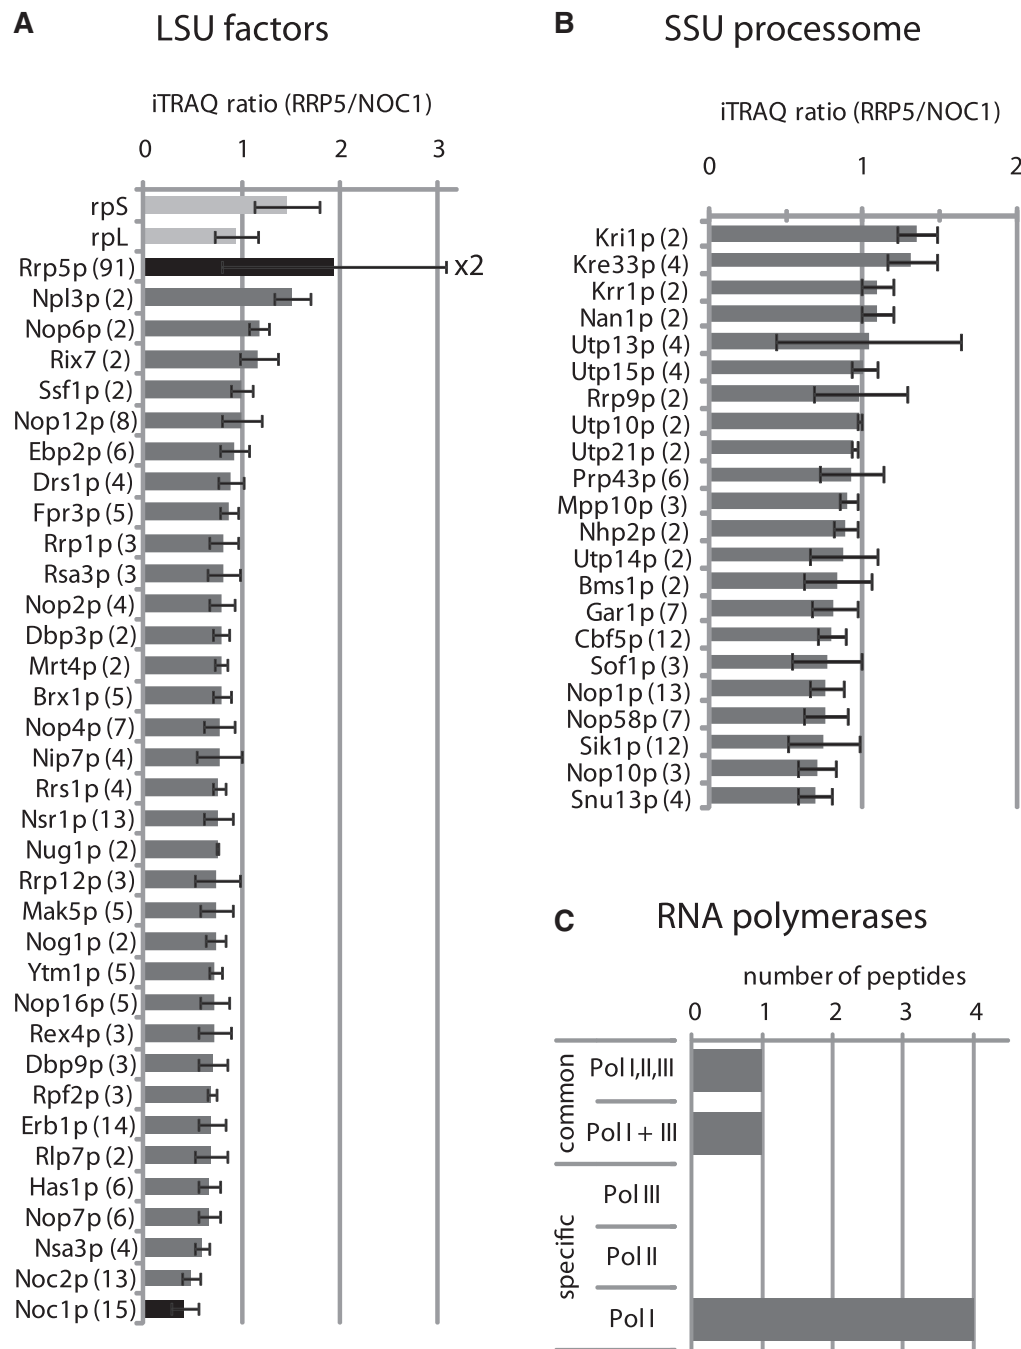 A
LSU factors
iTRAQ ratio (RRP5/NOC1)
0 1 2 3
rpS
rpL
Rrp5p (91)
x2
Npl3p (2)
Nop6p (2)
Rix7 (2)
Ssf1p (2)
Nop12p (8)
Ebp2p (6)
Drs1p (4)
Fpr3p (5)
Rrp1p (3
Rsa3p (3
Nop2p (4)
Dbp3p (2)
Mrt4p (2)
Brx1p (5)
Nop4p (7)
Nip7p (4)
Rrs1p (4)
Nsr1p (13)
Nug1p (2)
Rrp12p (3)
Mak5p (5)
Nog1p (2)
Ytm1p (5)
Nop16p (5)
Rex4p (3)
Dbp9p (3)
Rpf2p (3)
Erb1p (14)
Rlp7p (2)
Has1p (6)
Nop7p (6)
Nsa3p (4)
Noc2p (13)
Noc1p (15)
B
SSU processome
iTRAQ ratio (RRP5/NOC1)
0 1 2
Kri1p (2)
Kre33p (4)
Krr1p (2)
Nan1p (2)
Utp13p (4)
Utp15p (4)
Rrp9p (2)
Utp10p (2)
Utp21p (2)
Prp43p (6)
Mpp10p (3)
Nhp2p (2)
Utp14p (2)
Bms1p (2)
Gar1p (7)
Cbf5p (12)
Sof1p (3)
Nop1p (13)
Nop58p (7)
Sik1p (12)
Nop10p (3)
Snu13p (4)
C
RNA polymerases
number of peptides
0 1 2 3 4
common
Pol I,II,III
Pol I + III
specific
Pol III
Pol II
Pol I